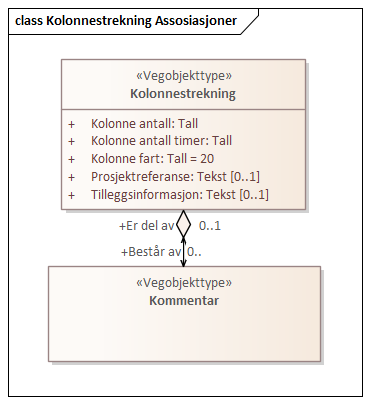 class Kolonnestrekning Assosiasjoner
«Vegobjekttype»
Kolonnestrekning
+ Kolonne antall: Tall
+ Kolonne antall timer: Tall
+ Kolonne fart: Tall = 20
+ Prosjektreferanse: Tekst [0..1]
+ Tilleggsinformasjon: Tekst [0..1]
+Er del av 0..1
+Består av 0..
«Vegobjekttype»
Kommentar